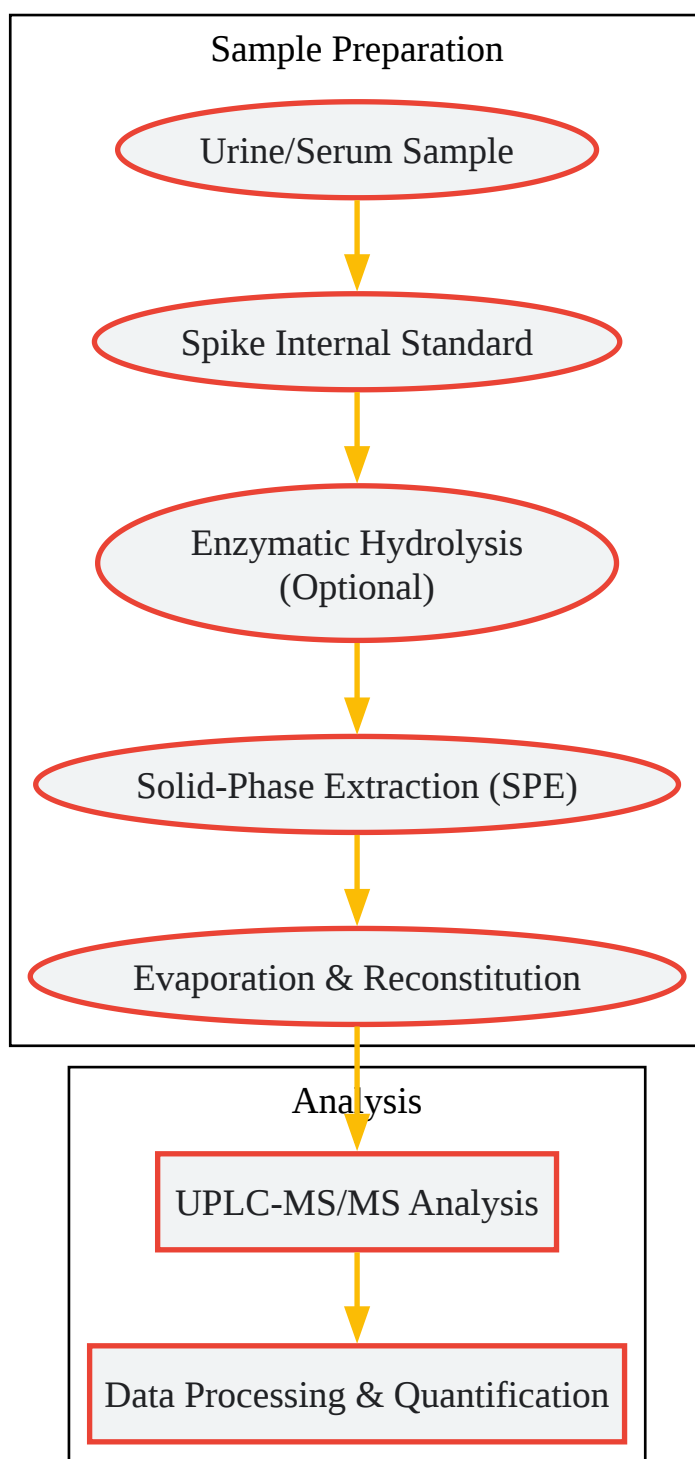 Sample Preparation
Urine/Serum Sample
Spike Internal Standard
Enzymatic Hydrolysis
(Optional)
Solid-Phase Extraction (SPE)
Evaporation & Reconstitution
Analysis
UPLC-MS/MS Analysis
Data Processing & Quantification